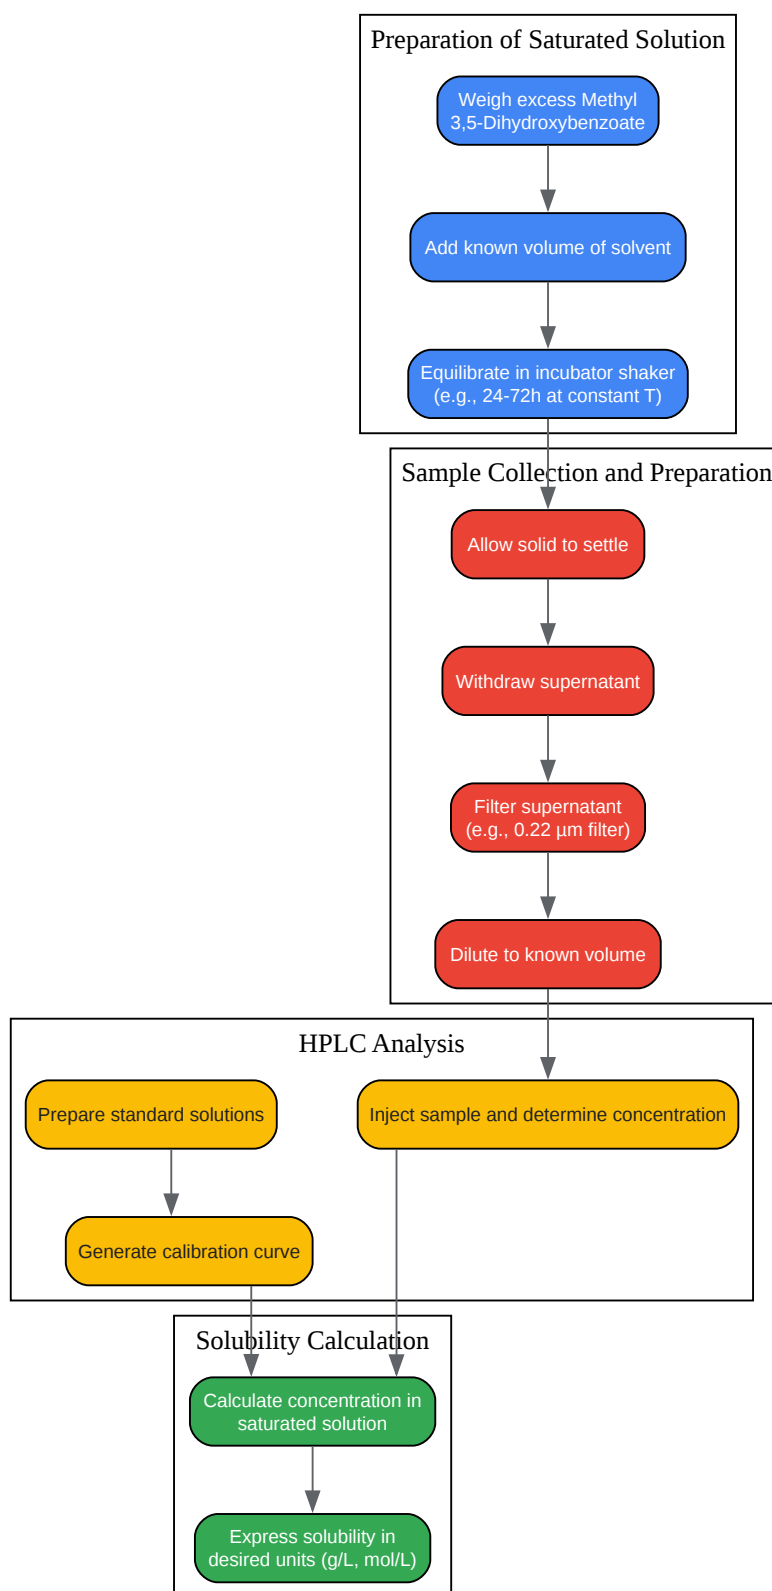 Preparation of Saturated Solution
Weigh excess Methyl
3,5-Dihydroxybenzoate
Add known volume of solvent
Equilibrate in incubator shaker
(e.g., 24-72h at constant T)
Sample Collection and Preparation
Allow solid to settle
Withdraw supernatant
Filter supernatant
(e.g., 0.22 µm filter)
Dilute to known volume
HPLC Analysis
Prepare standard solutions
Inject sample and determine concentration
Generate calibration curve
Solubility Calculation
Calculate concentration in
saturated solution
Express solubility in
desired units (g/L, mol/L)